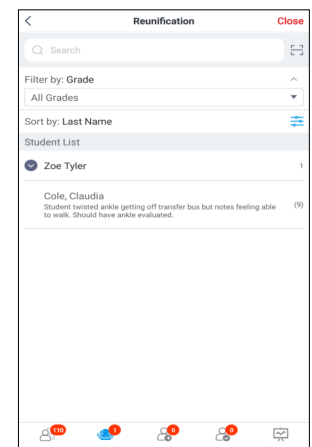 Reunification
Close
Search
Filter by: Grade
All Grades
Sort by: Last Name
Student List
Zoe Tyler 1
Cole, Claudia
Student twisted ankle getting off transfer bus but notes feeling able (9)
to walk. Should have ankle evaluated.
110 1 0 0